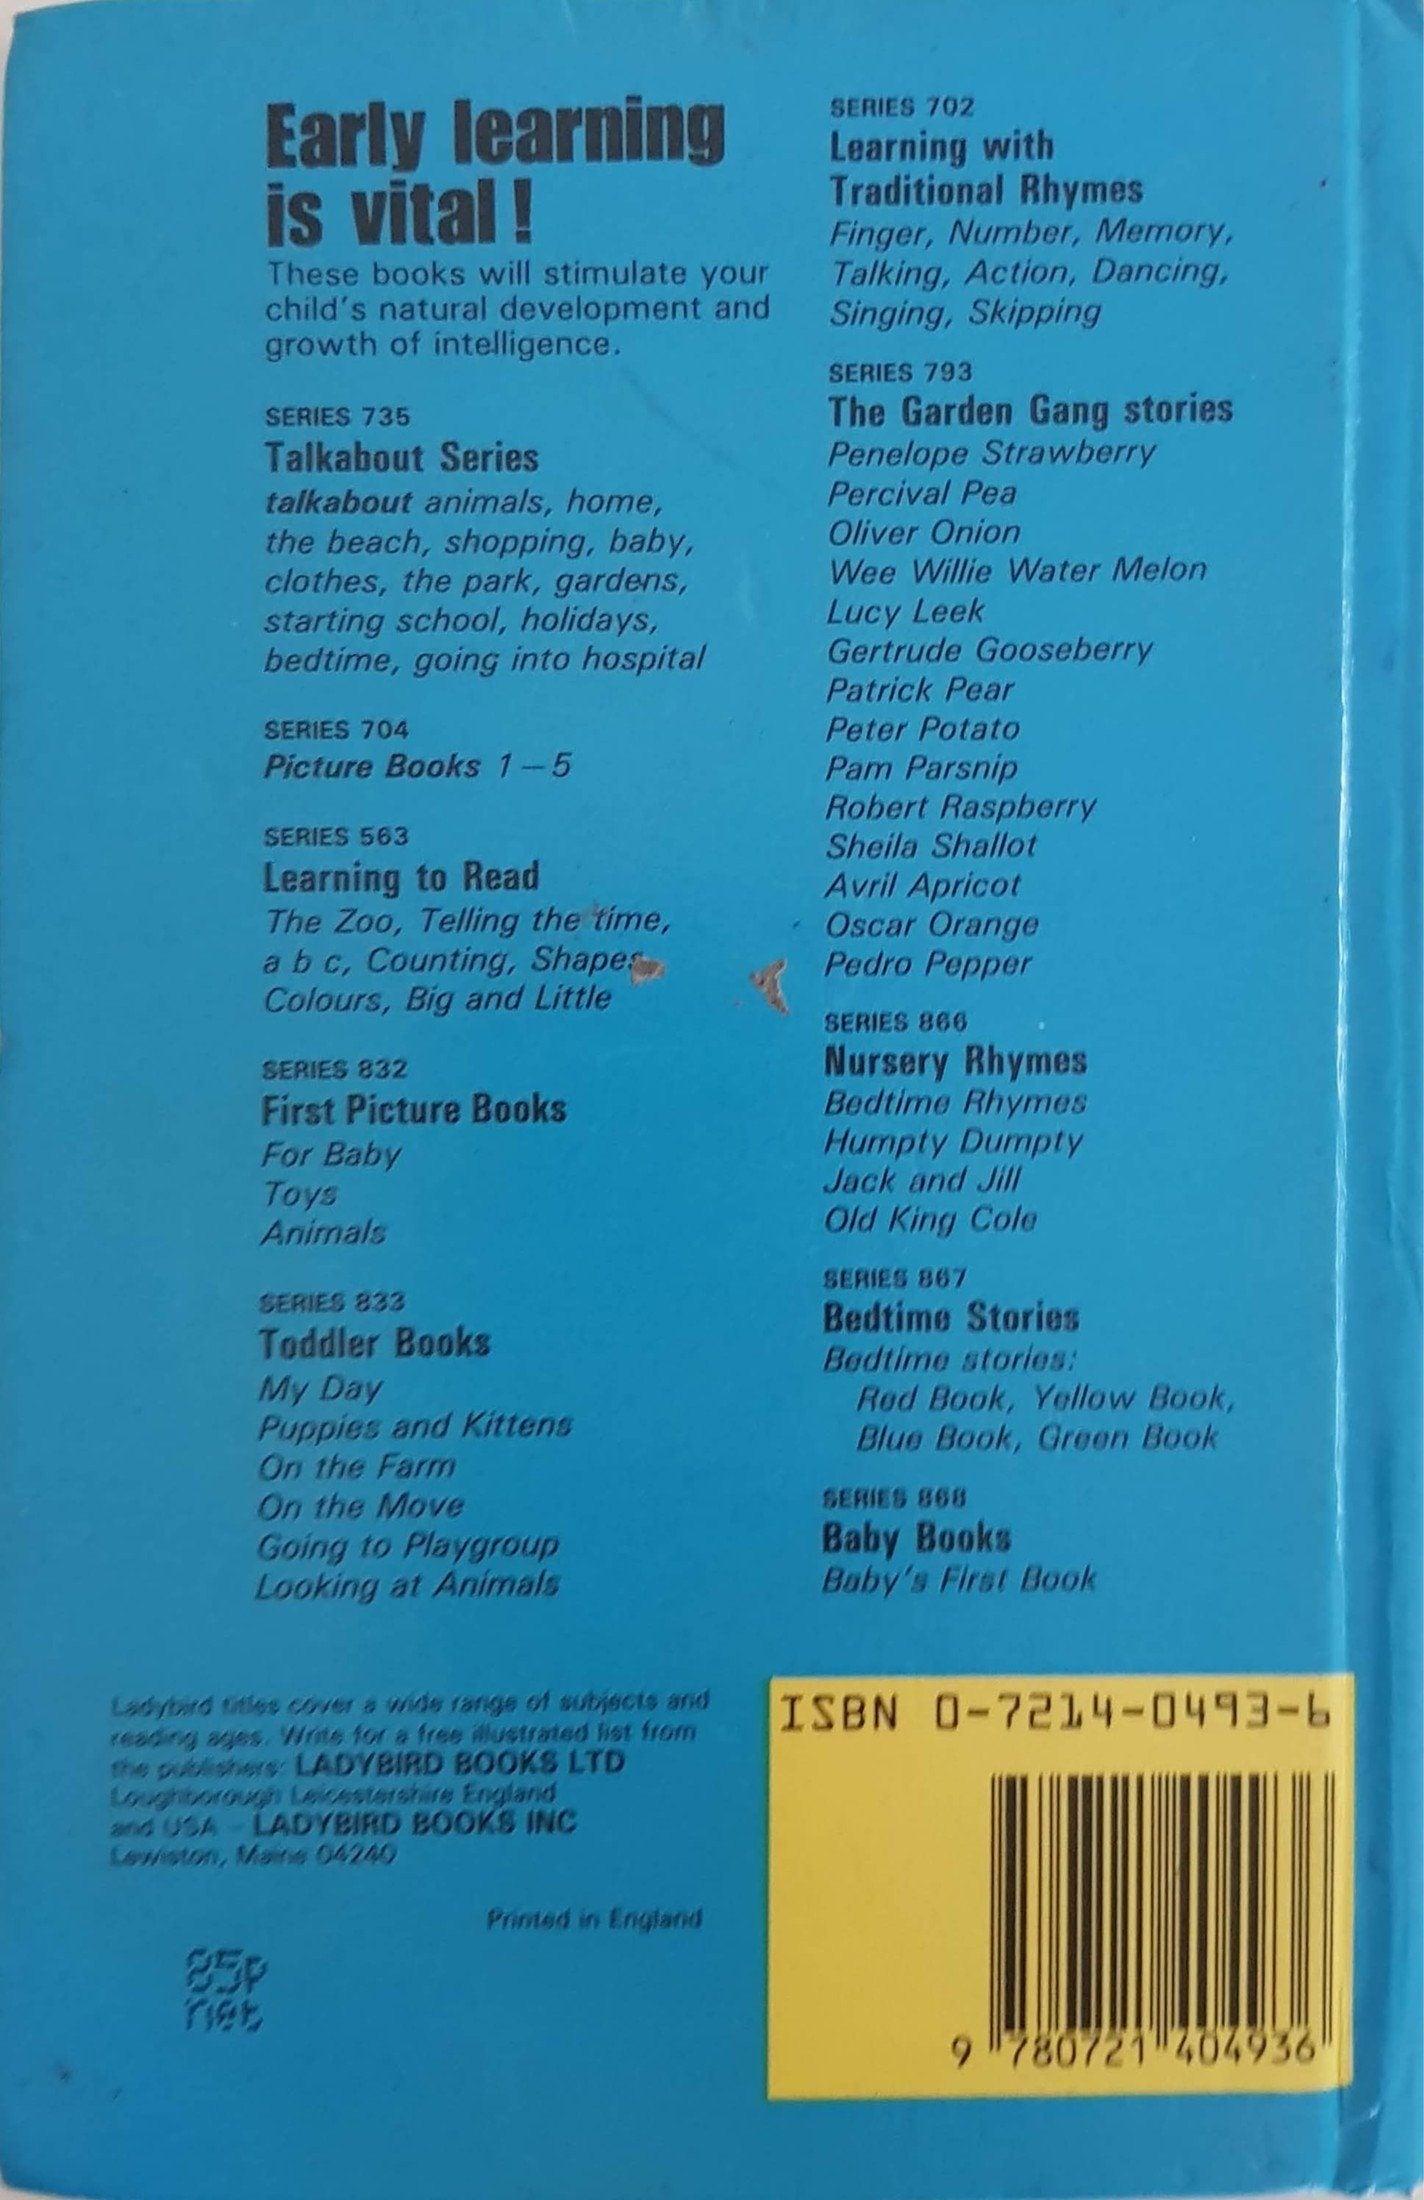 Early learning
is vital!
These books will stimulate your
child's natural development and
growth of intelligence.
SERIES 735
Talkabout Series
talkabout animals, home,
the beach, shopping, baby,
clothes, the park, gardens,
starting school, holidays,
bedtime, going into hospital
SERIES 704
Picture Books 1 – 5
SERIES 563
Learning to Read
The Zoo, Telling the time,
a b c, Counting, Shapes
Colours, Big and Little
SERIES 832
First Picture Books
For Baby
Toys
Animals
SERIES 833
Toddler Books
My Day
Puppies and Kittens
On the Farm
On the Move
Going to Playgroup
Looking at Animals
SERIES 702
Learning with
Traditional Rhymes
Finger, Number, Memory,
Talking, Action, Dancing,
Singing, Skipping
SERIES 793
The Garden Gang stories
Penelope Strawberry
Percival Pea
Oliver Onion
Wee Willie Water Melon
Lucy Leek
Gertrude Gooseberry
Patrick Pear
Peter Potato
Pam Parsnip
Robert Raspberry
Sheila Shallot
Avril Apricot
Oscar Orange
Pedro Pepper
SERIES 866
Nursery Rhymes
Bedtime Rhymes
Humpty Dumpty
Jack and Jill
Old King Cole
SERIES 867
Bedtime Stories
Bedtime stories:
Red Book, Yellow Book,
Blue Book, Green Book
SERIES 868
Baby Books
Baby's First Book
Ladybird titles cover a wide range of subjects and
reading ages. Write for a free illustrated list from
the publishers: LADYBIRD BOOKS LTD
Loughborough Leicestershire England
and USA – LADYBIRD BOOKS INC
Lewiston, Maine 04240
Printed in England
85p
net
ISBN 0-7214-0493-6
9 780721 404936